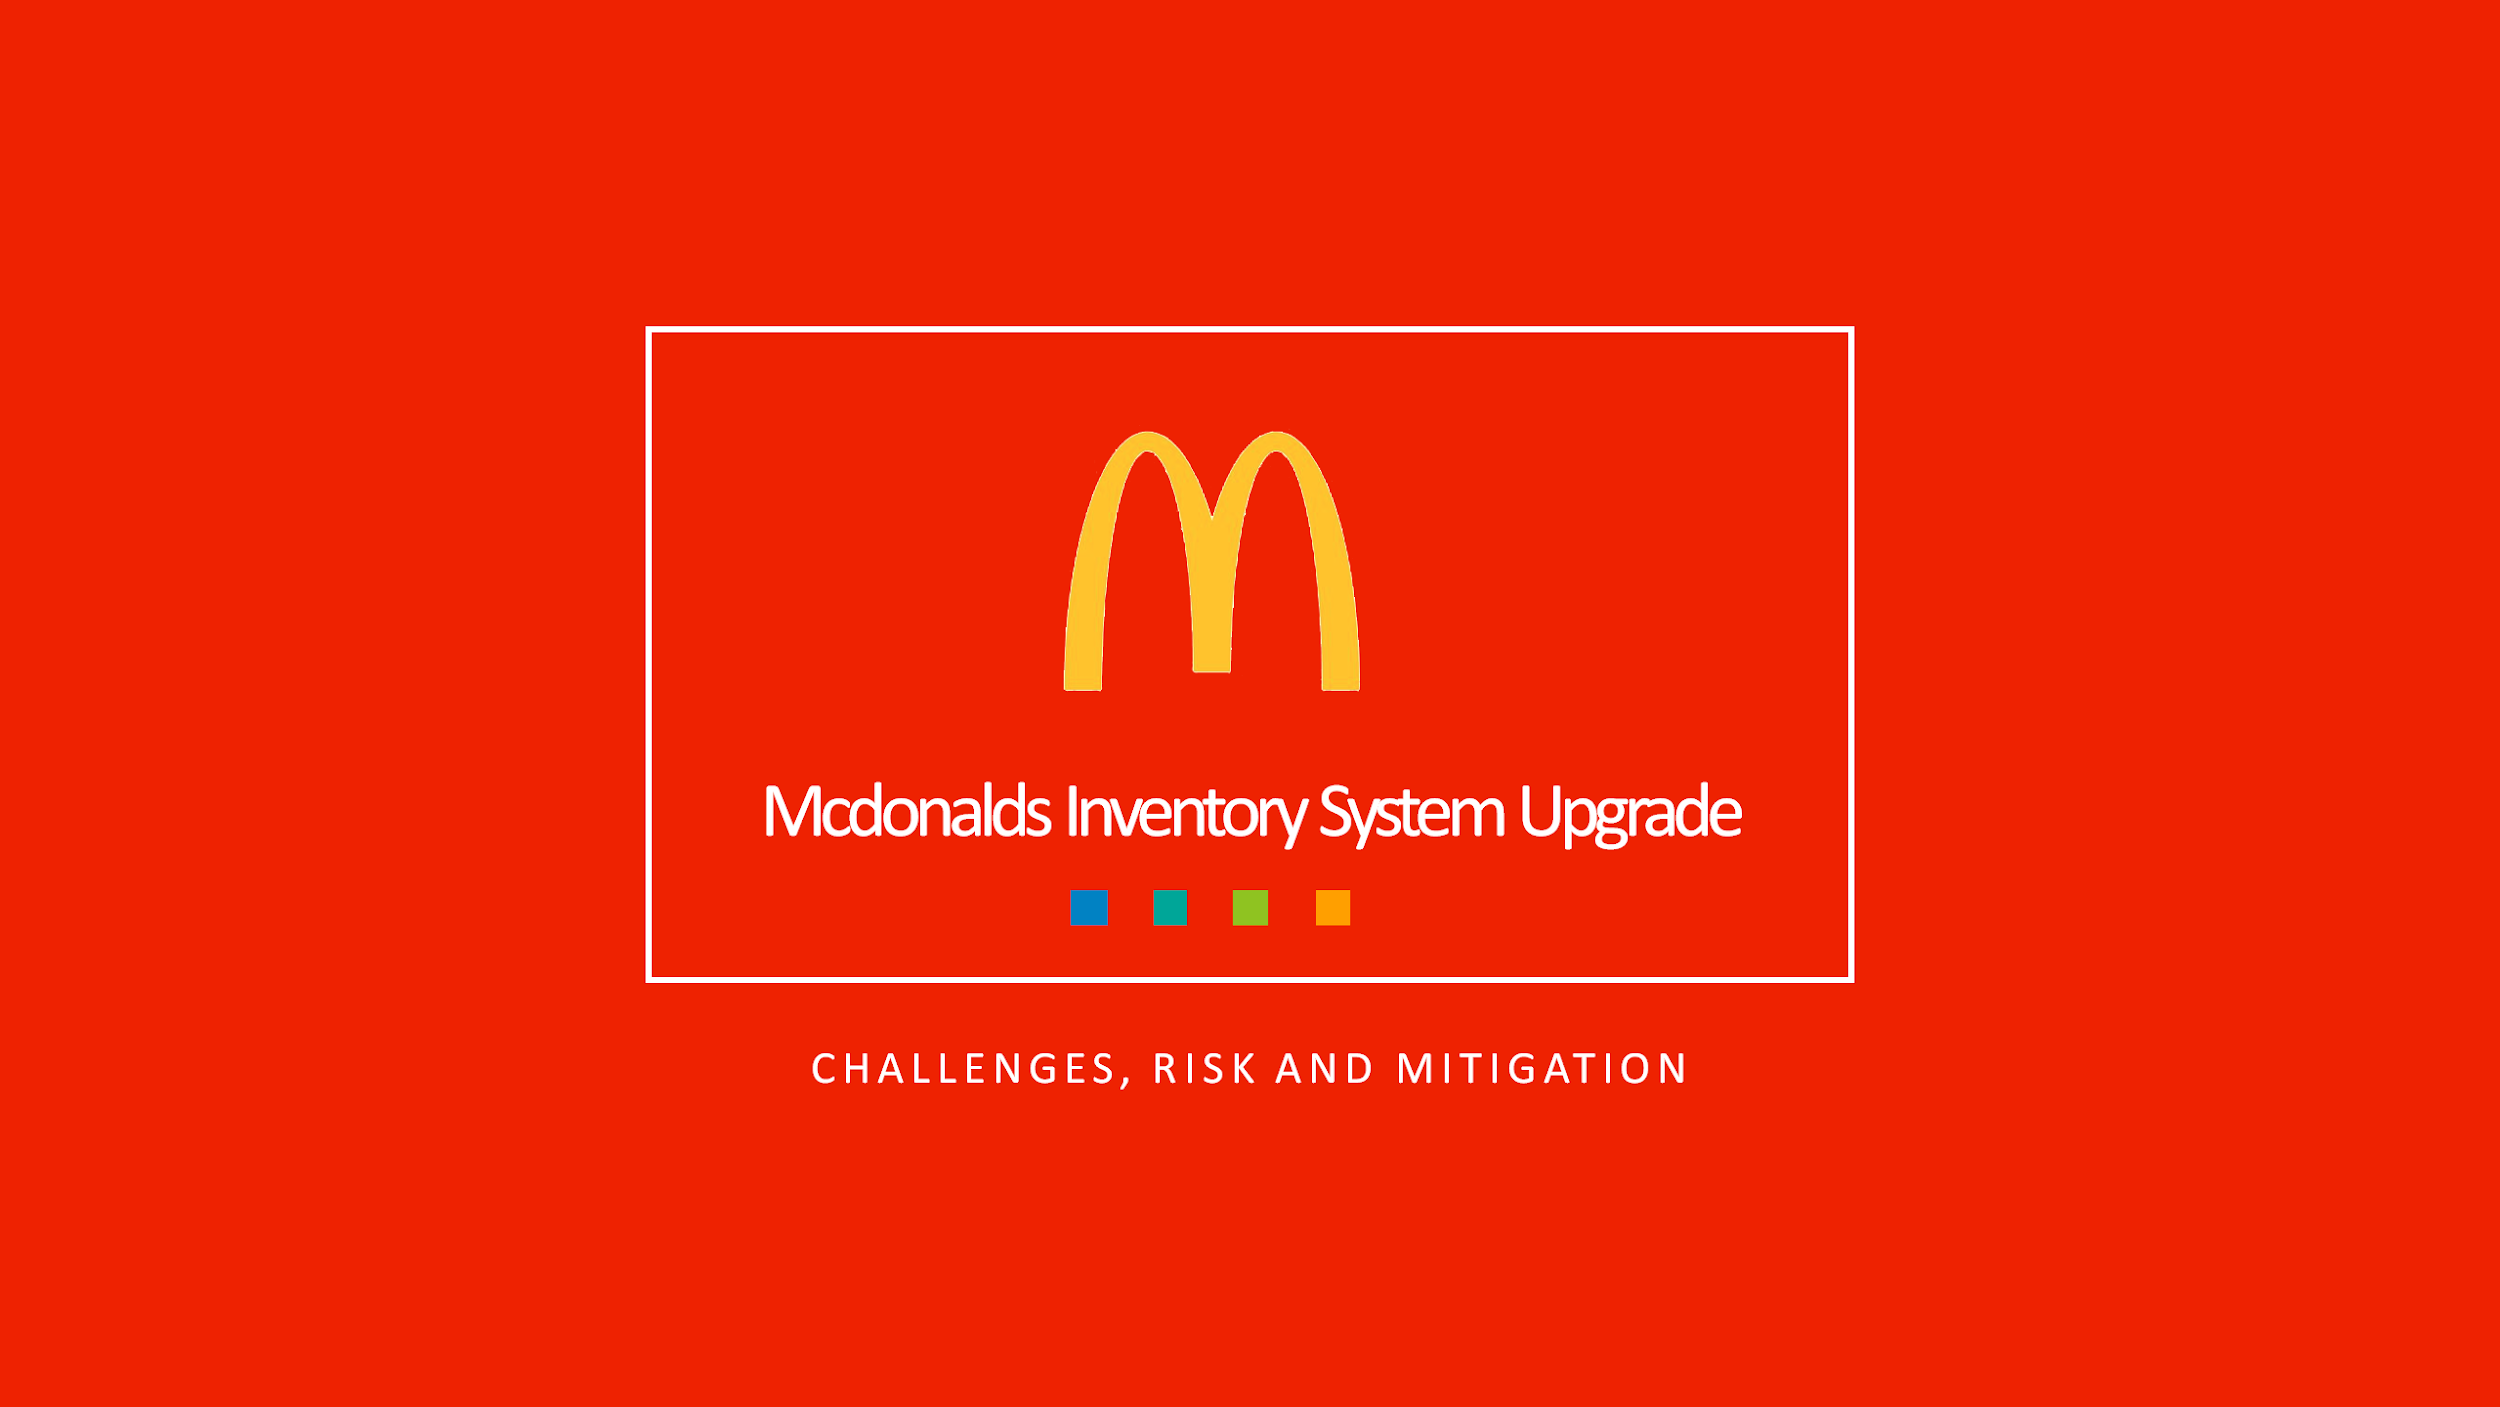 Mcdonalds Inventory System Upgrade
CHALLENGES, RISK AND MITIGATION